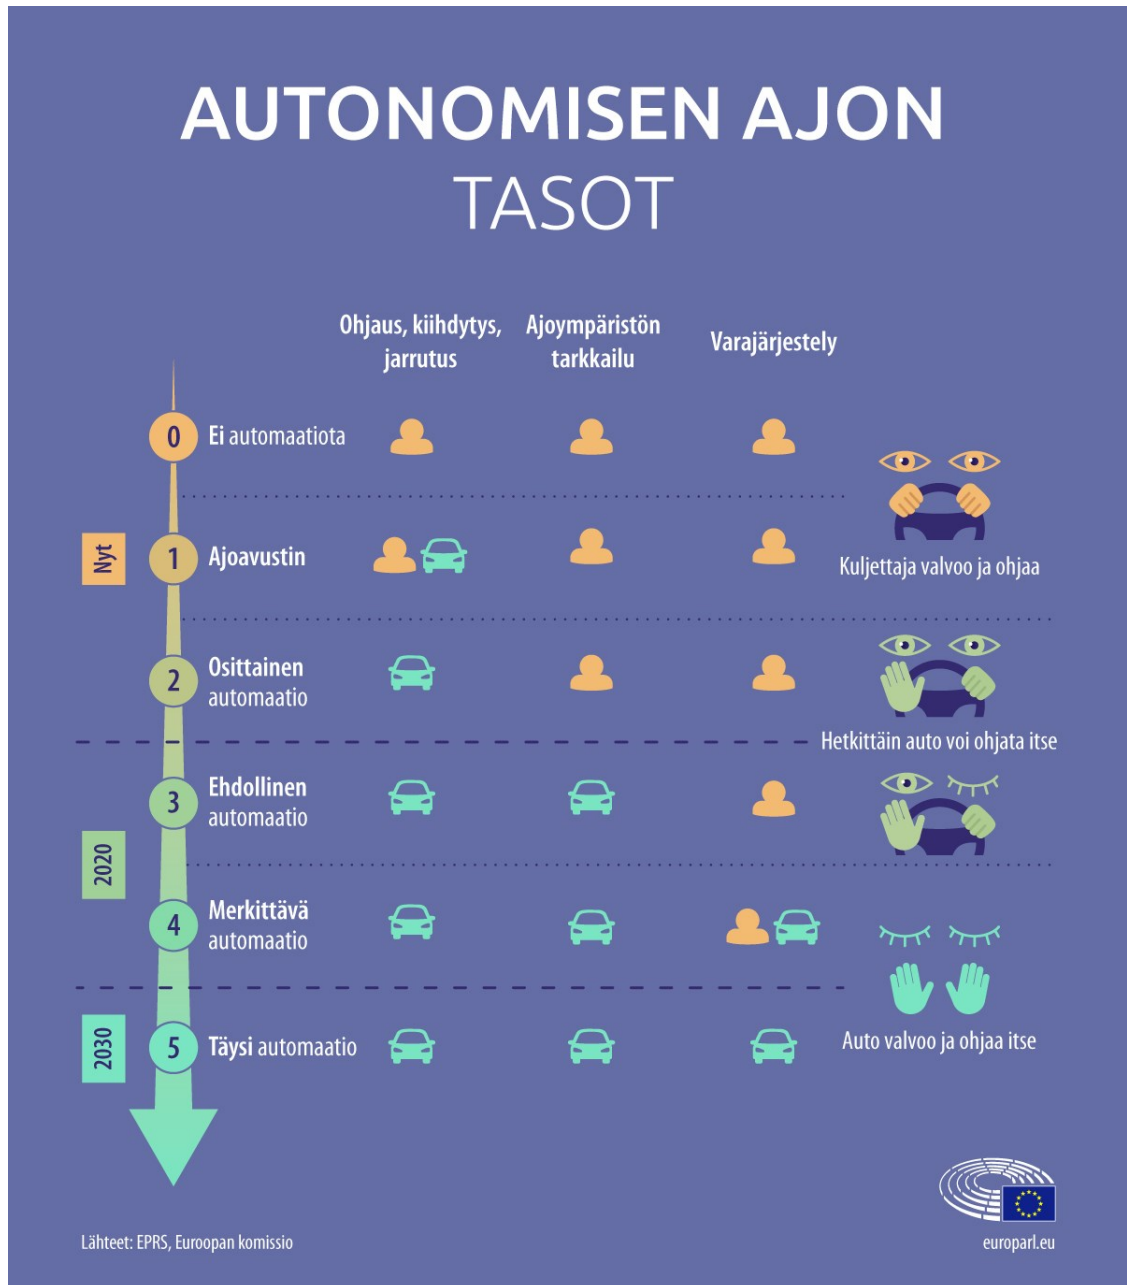 AUTONOMISEN AJON
TASOT
Ohjaus, kiihdytys,
jarrutus
Ajoympäristön
tarkkailu
Varajärjestely
0
Ei automaatiota
Nyt
1
Ajoavustin
Kuljettaja valvoo ja ohjaa
2
Osittainen
automaatio
Hetkittäin auto voi ohjata itse
3
Ehdollinen
automaatio
2020
4
Merkittävä
automaatio
2030
5
Täysi automaatio
Auto valvoo ja ohjaa itse
Lähteet: EPRS, Euroopan komissio
europarl.eu